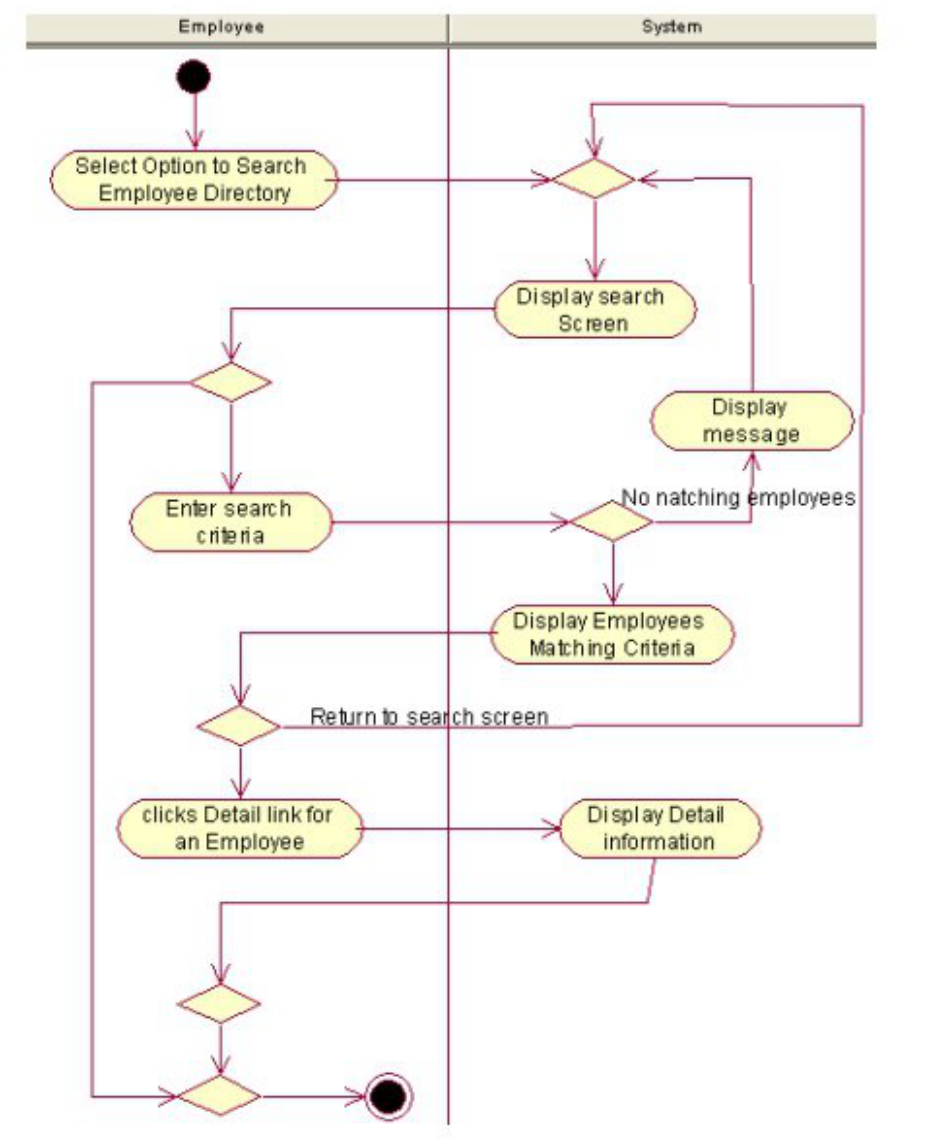 Employee
System
Select Option to Search
Employee Directory
Display search
Screen
Display
message
No natching employees
Enter search
criteria
Display Employees
Matching Criteria
Return to search screen
clicks Detail link for
an Employee
Display Detail
information